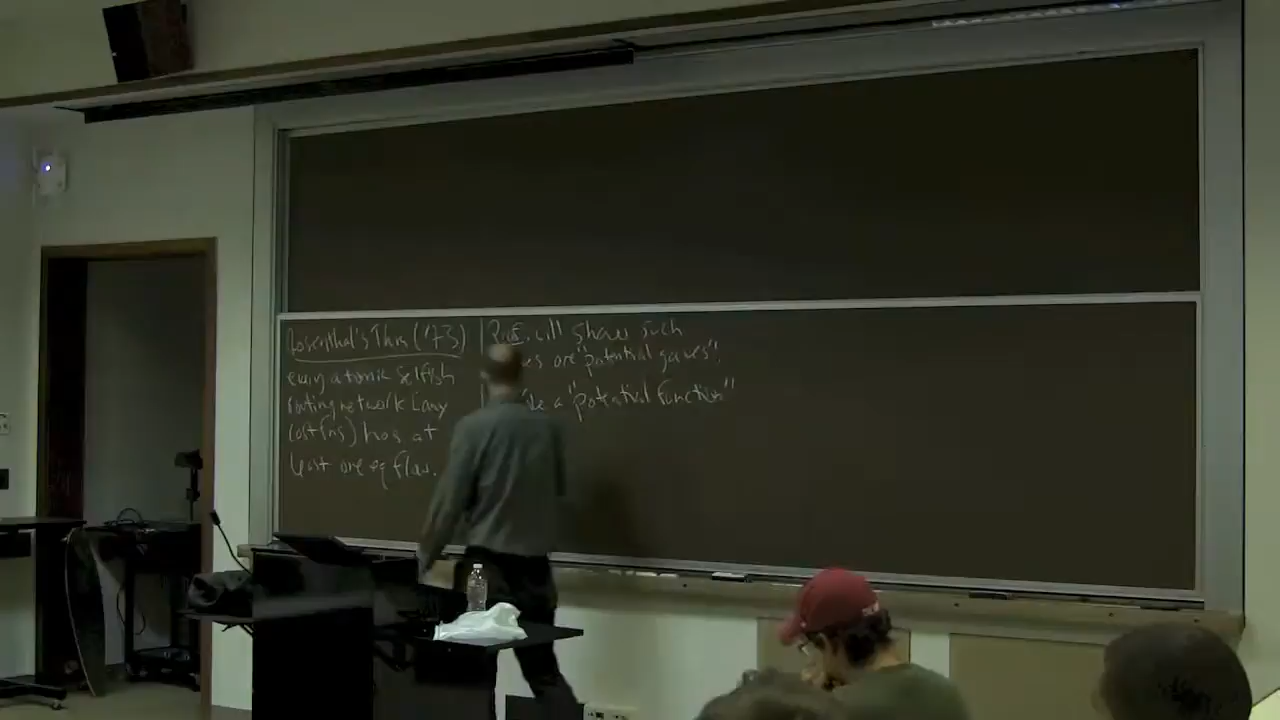 Rosenthal's Thm ('73)
every atomic selfish
routing network (any
cost fns) has at
least one eq flow.
Proof: will show such
are "potential games".
a "potential function"